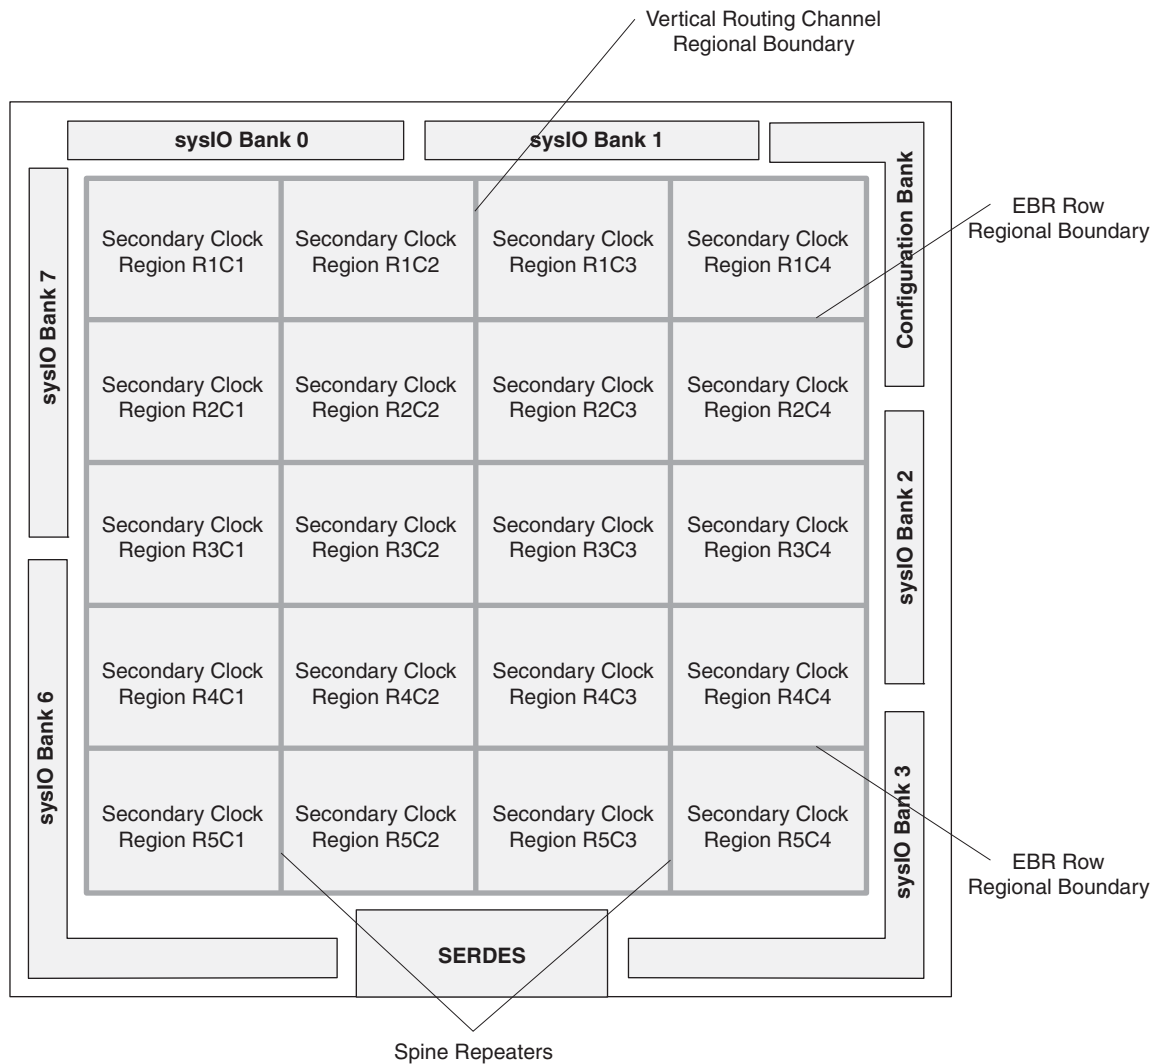 Vertical Routing Channel
Regional Boundary
sysIO Bank 0
sysIO Bank 1
Configuration Bank
sysIO Bank 7
EBR Row
Regional Boundary
Secondary Clock
Region R1C1
Secondary Clock
Region R1C2
Secondary Clock
Region R1C3
Secondary Clock
Region R1C4
Secondary Clock
Region R2C1
Secondary Clock
Region R2C2
Secondary Clock
Region R2C3
Secondary Clock
Region R2C4
sysIO Bank 2
Secondary Clock
Region R3C1
Secondary Clock
Region R3C2
Secondary Clock
Region R3C3
Secondary Clock
Region R3C4
sysIO Bank 6
Secondary Clock
Region R4C1
Secondary Clock
Region R4C2
Secondary Clock
Region R4C3
Secondary Clock
Region R4C4
sysIO Bank 3
Secondary Clock
Region R5C1
Secondary Clock
Region R5C2
Secondary Clock
Region R5C3
Secondary Clock
Region R5C4
EBR Row
Regional Boundary
SERDES
Spine Repeaters